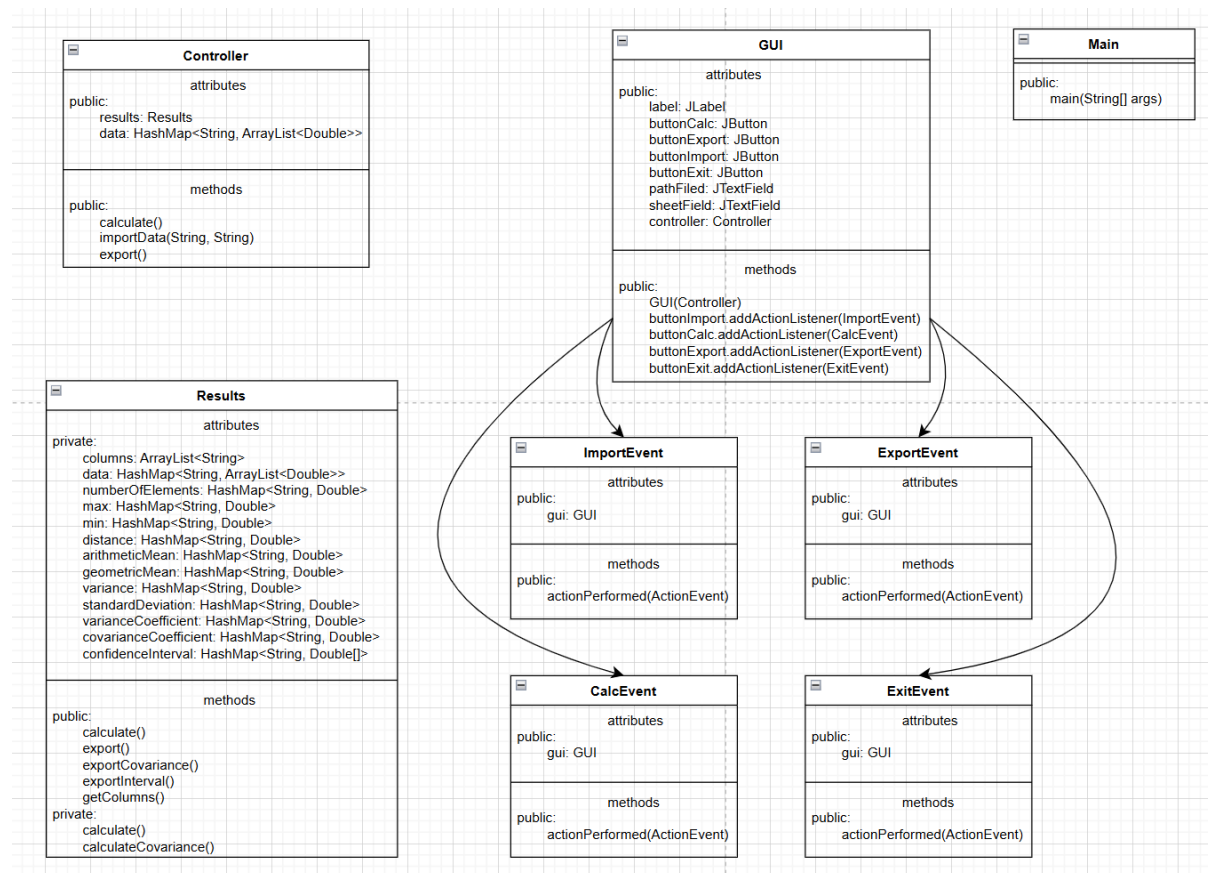 Controller
attributes
public:
results: Results
data: HashMap<String, ArrayList<Double>>
methods
public:
calculate()
importData(String, String)
export()
GUI
attributes
public:
label: JLabel
buttonCalc: JButton
buttonExport: JButton
buttonImport: JButton
buttonExit: JButton
pathFiled: JTextField
sheetField: JTextField
controller: Controller
methods
public:
GUI(Controller)
buttonImport.addActionListener(ImportEvent)
buttonCalc.addActionListener(CalcEvent)
buttonExport.addActionListener(ExportEvent)
buttonExit.addActionListener(ExitEvent)
Main
public:
main(String[] args)
Results
attributes
private:
columns: ArrayList<String>
data: HashMap<String, ArrayList<Double>>
numberOfElements: HashMap<String, Double>
max: HashMap<String, Double>
min: HashMap<String, Double>
distance: HashMap<String, Double>
arithmeticMean: HashMap<String, Double>
geometricMean: HashMap<String, Double>
variance: HashMap<String, Double>
standardDeviation: HashMap<String, Double>
varianceCoefficient: HashMap<String, Double>
covarianceCoefficient: HashMap<String, Double>
confidenceInterval: HashMap<String, Double[]>
methods
public:
calculate()
export()
exportCovariance()
exportInterval()
getColumns()
private:
calculate()
calculateCovariance()
ImportEvent
attributes
public:
gui: GUI
methods
public:
actionPerformed(ActionEvent)
ExportEvent
attributes
public:
gui: GUI
methods
public:
actionPerformed(ActionEvent)
CalcEvent
attributes
public:
gui: GUI
methods
public:
actionPerformed(ActionEvent)
ExitEvent
attributes
public:
gui: GUI
methods
public:
actionPerformed(ActionEvent)